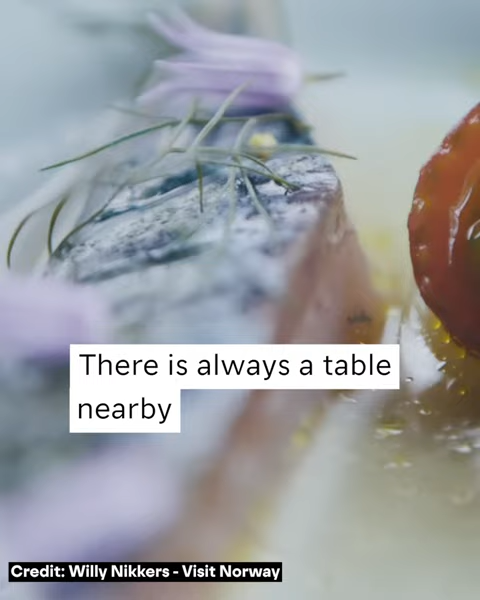 There is always a table
nearby
Credit: Willy Nikkers - Visit Norway